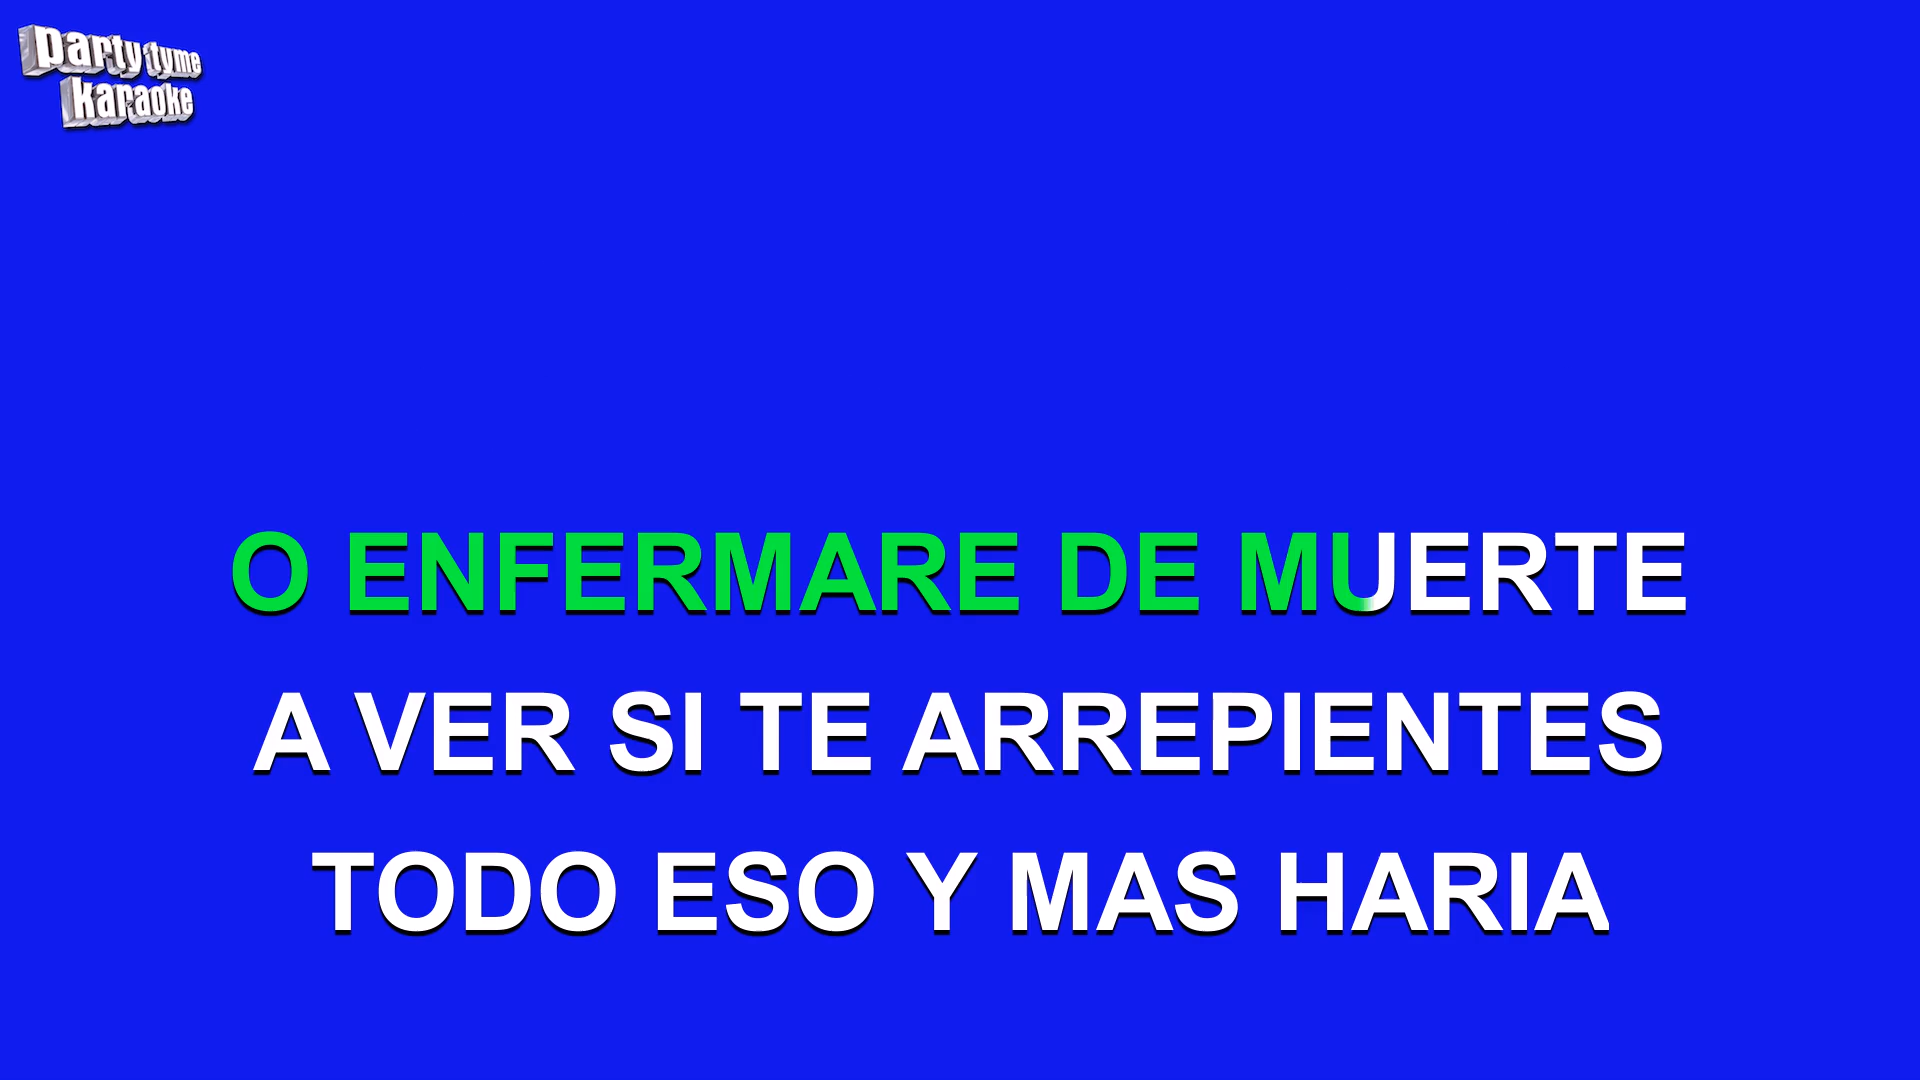 party tyme
karaoke
O ENFERMARE DE MUERTE
A VER SI TE ARREPIENTES
TODO ESO Y MAS HARIA